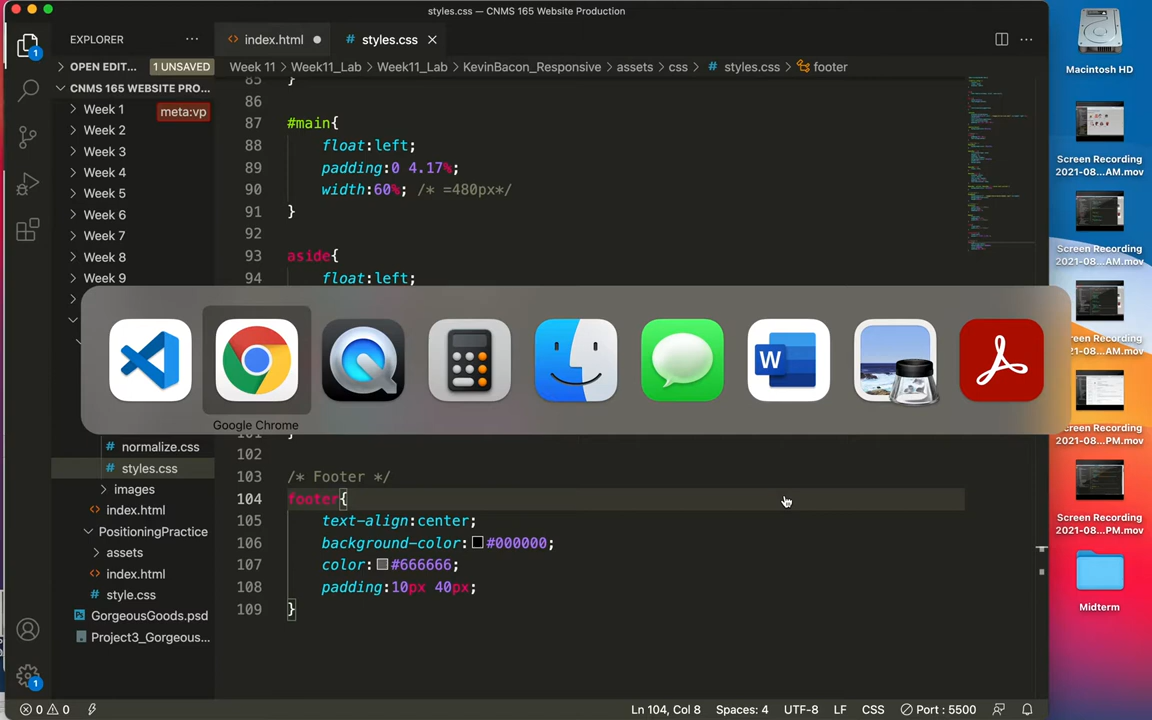 styles.css — CNMS 165 Website Production
EXPLORER
index.html
styles.css
OPEN EDIT...
1 UNSAVED
Week 11 > Week11_Lab > Week11_Lab > KevinBacon_Responsive > assets > css > # styles.css > footer
CNMS 165 WEBSITE PRO...
Week 1
meta:vp
Week 2
Week 3
Week 4
Week 5
Week 6
Week 7
Week 8
Week 9
85 }
86
87 #main{
88 float:left;
89 padding:0 4.17%;
90 width:60%; /* =480px*/
91 }
92
93 aside{
94 float:left;
Google Chrome
W
# normalize.css
# styles.css
images
index.html
PositioningPractice
assets
index.html
# style.css
GorgeousGoods.psd
Project3_Gorgeous...
102
103 /* Footer */
104 footer{
105 text-align:center;
106 background-color: #000000;
107 color: #666666;
108 padding:10px 40px;
109 }
1
1
0 0
Ln 104, Col 8
Spaces: 4
UTF-8
LF
CSS
Port : 5500
Macintosh HD
Screen Recording
2021-08...AM.mov
Screen Recording
2021-08...AM.mov
Screen Recording
2021-08...PM.mov
Screen Recording
2021-08...PM.mov
Midterm